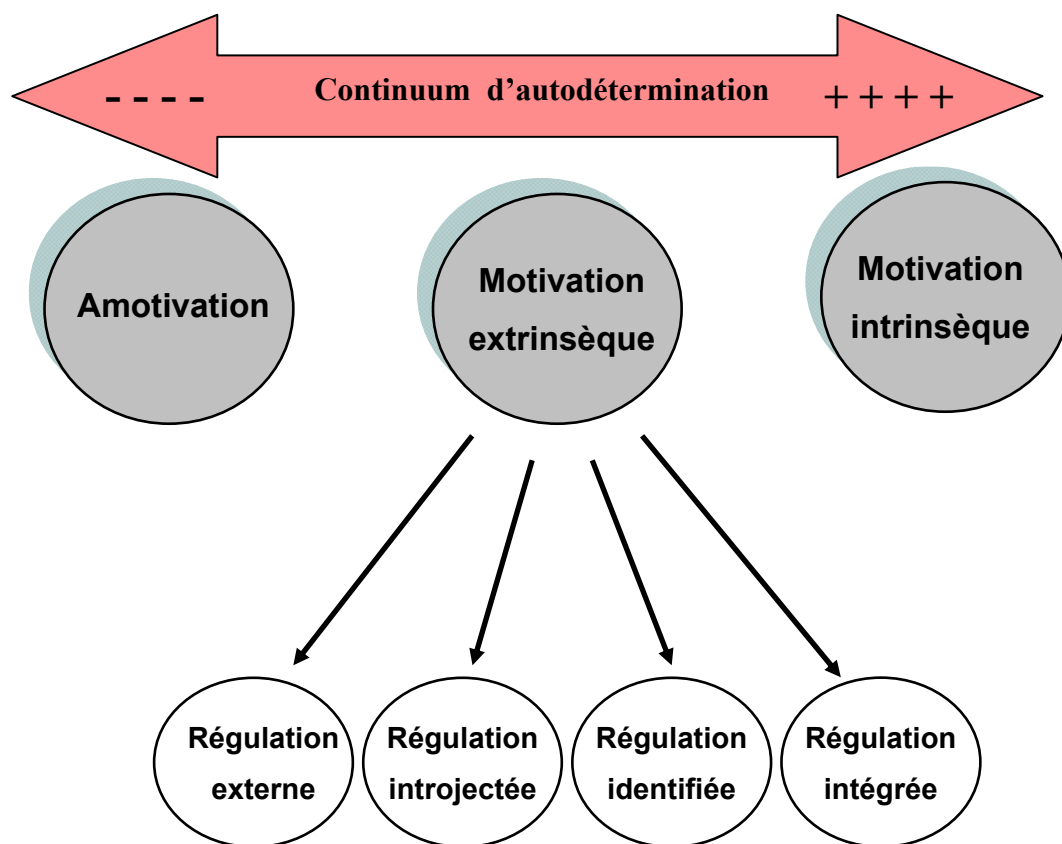 - - - - Continuum d'autodétermination + + + +
Amotivation
Motivation
extrinsèque
Motivation
intrinsèque
Régulation
externe
Régulation
introjectée
Régulation
identifiée
Régulation
intégrée